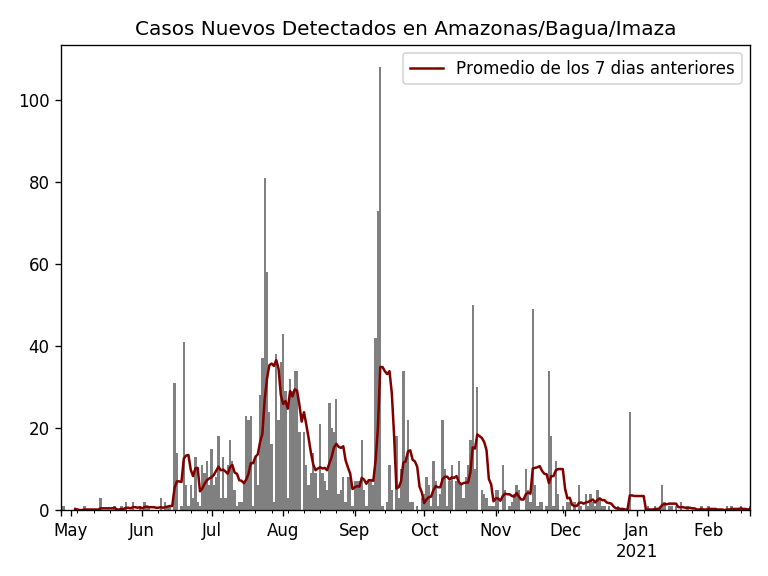 Casos Nuevos Detectados en Amazonas/Bagua/Imaza
Promedio de los 7 dias anteriores
100
80
60
40
20
0
May Jun Jul Aug Sep Oct Nov Dec Jan Feb
2021